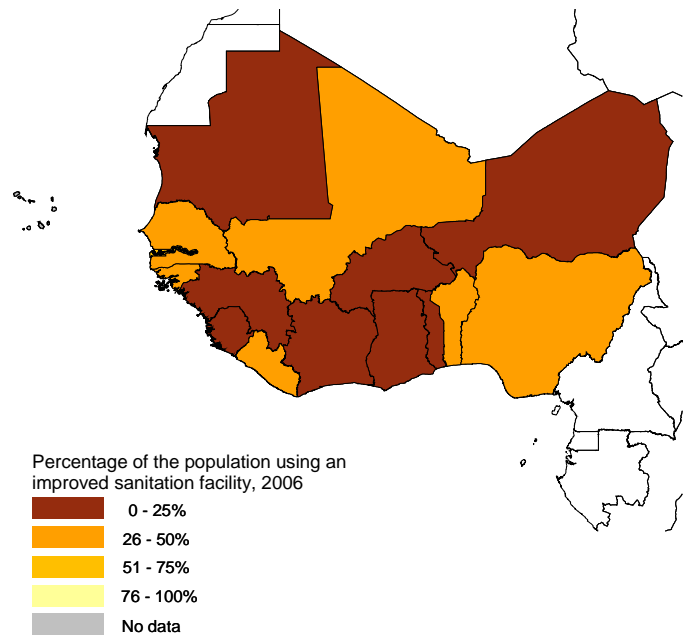 Percentage of the population using an
improved sanitation facility, 2006
0 - 25%
26 - 50%
51 - 75%
76 - 100%
No data